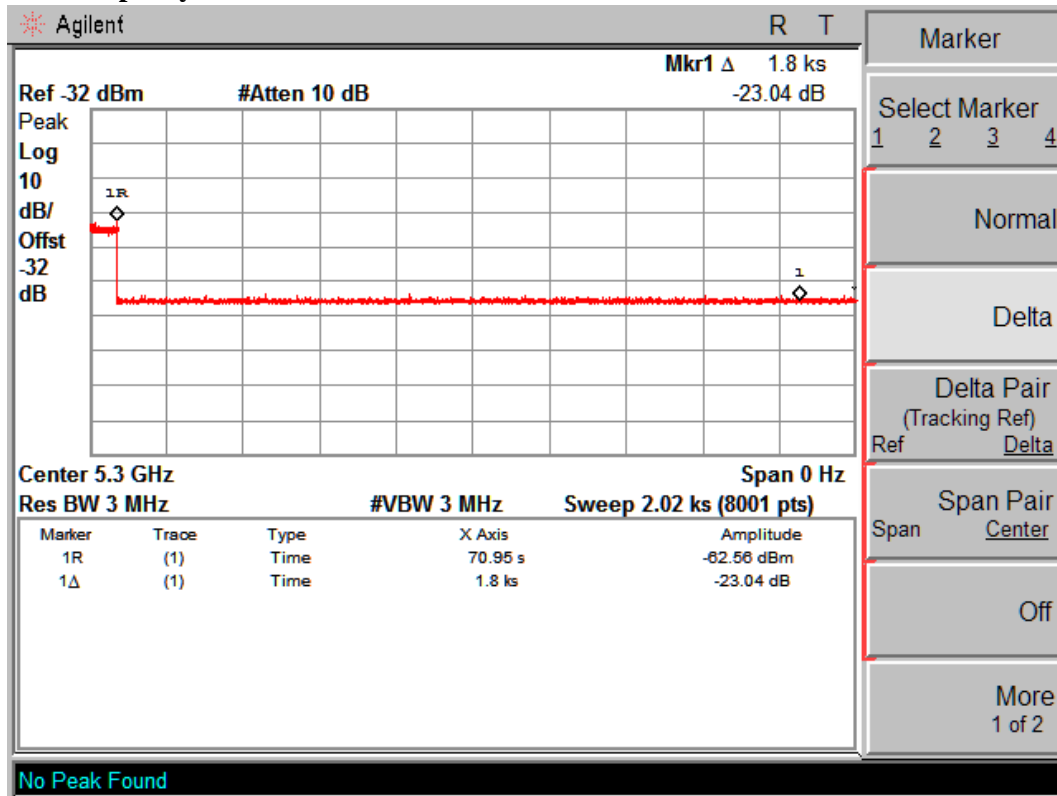 Agilent R T
Mkr1 Δ 1.8 ks
Ref -32 dBm #Atten 10 dB -23.04 dB
Peak
Log
10
dB/
Offst
-32
dB
1R
1
Center 5.3 GHz Span 0 Hz
Res BW 3 MHz #VBW 3 MHz Sweep 2.02 ks (8001 pts)
Marker Trace Type X Axis Amplitude
1R (1) Time 70.95 s -62.56 dBm
1Δ (1) Time 1.8 ks -23.04 dB
No Peak Found
Marker
Select Marker
1 2 3 4
Normal
Delta
Delta Pair
(Tracking Ref)
Ref Delta
Span Pair
Span Center
Off
More
1 of 2